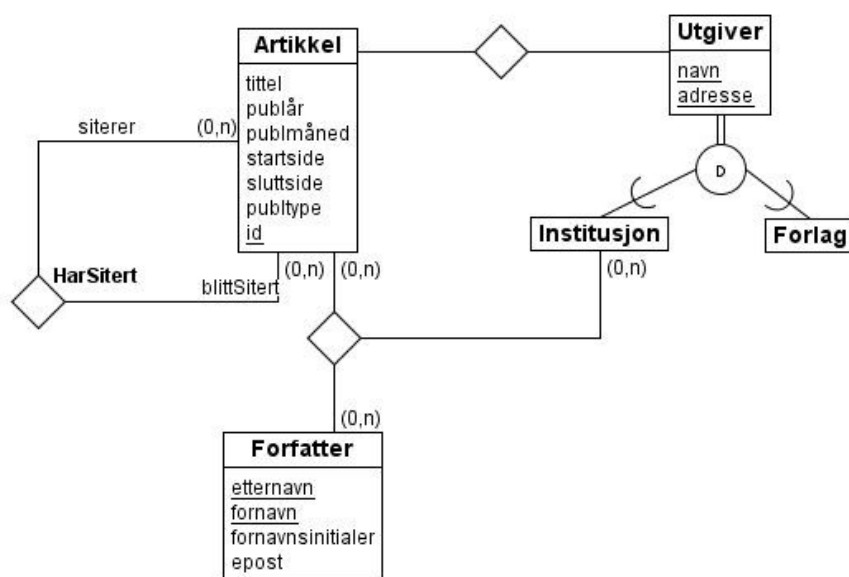 Artikkel
tittel
publår
publmåned
startside
sluttside
publtype
id
Utgiver
navn
adresse
siterer
(0,n)
D
Institusjon
Forlag
(0,n)
(0,n)
(0,n)
HarSitert
blittSitert
(0,n)
Forfatter
etternavn
fornavn
fornavnsinitialer
epost